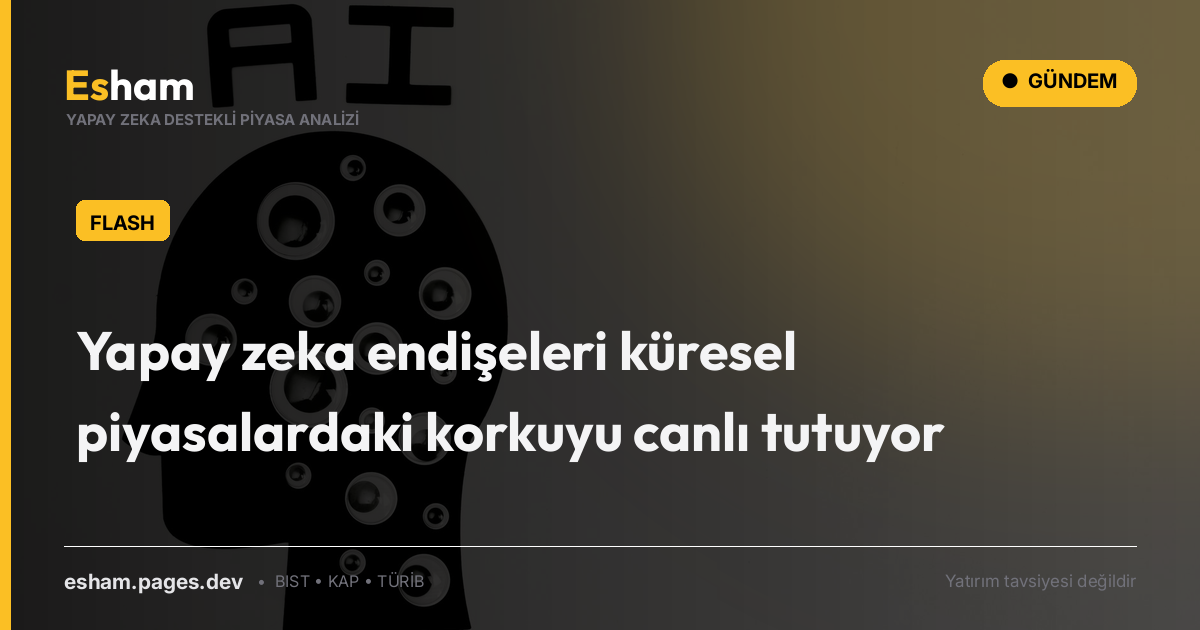 AI
Esham
YAPAY ZEKA DESTEKLİ PİYASA ANALİZİ
● GÜNDEM
FLASH
Yapay zeka endişeleri küresel
piyasalardaki korkuyu canlı tutuyor
esham.pages.dev • BIST • KAP • TÜRİB
Yatırım tavsiyesi değildir